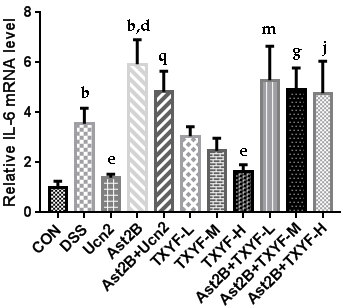 Relative IL-6 mRNA level
8
6
4
2
0
b
e
b,d
q
e
m
g
j
CON
DSS
Ucn2
Ast2B
Ast2B+Ucn2
TXYF-L
TXYF-M
TXYF-H
Ast2B+TXYF-L
Ast2B+TXYF-M
Ast2B+TXYF-H